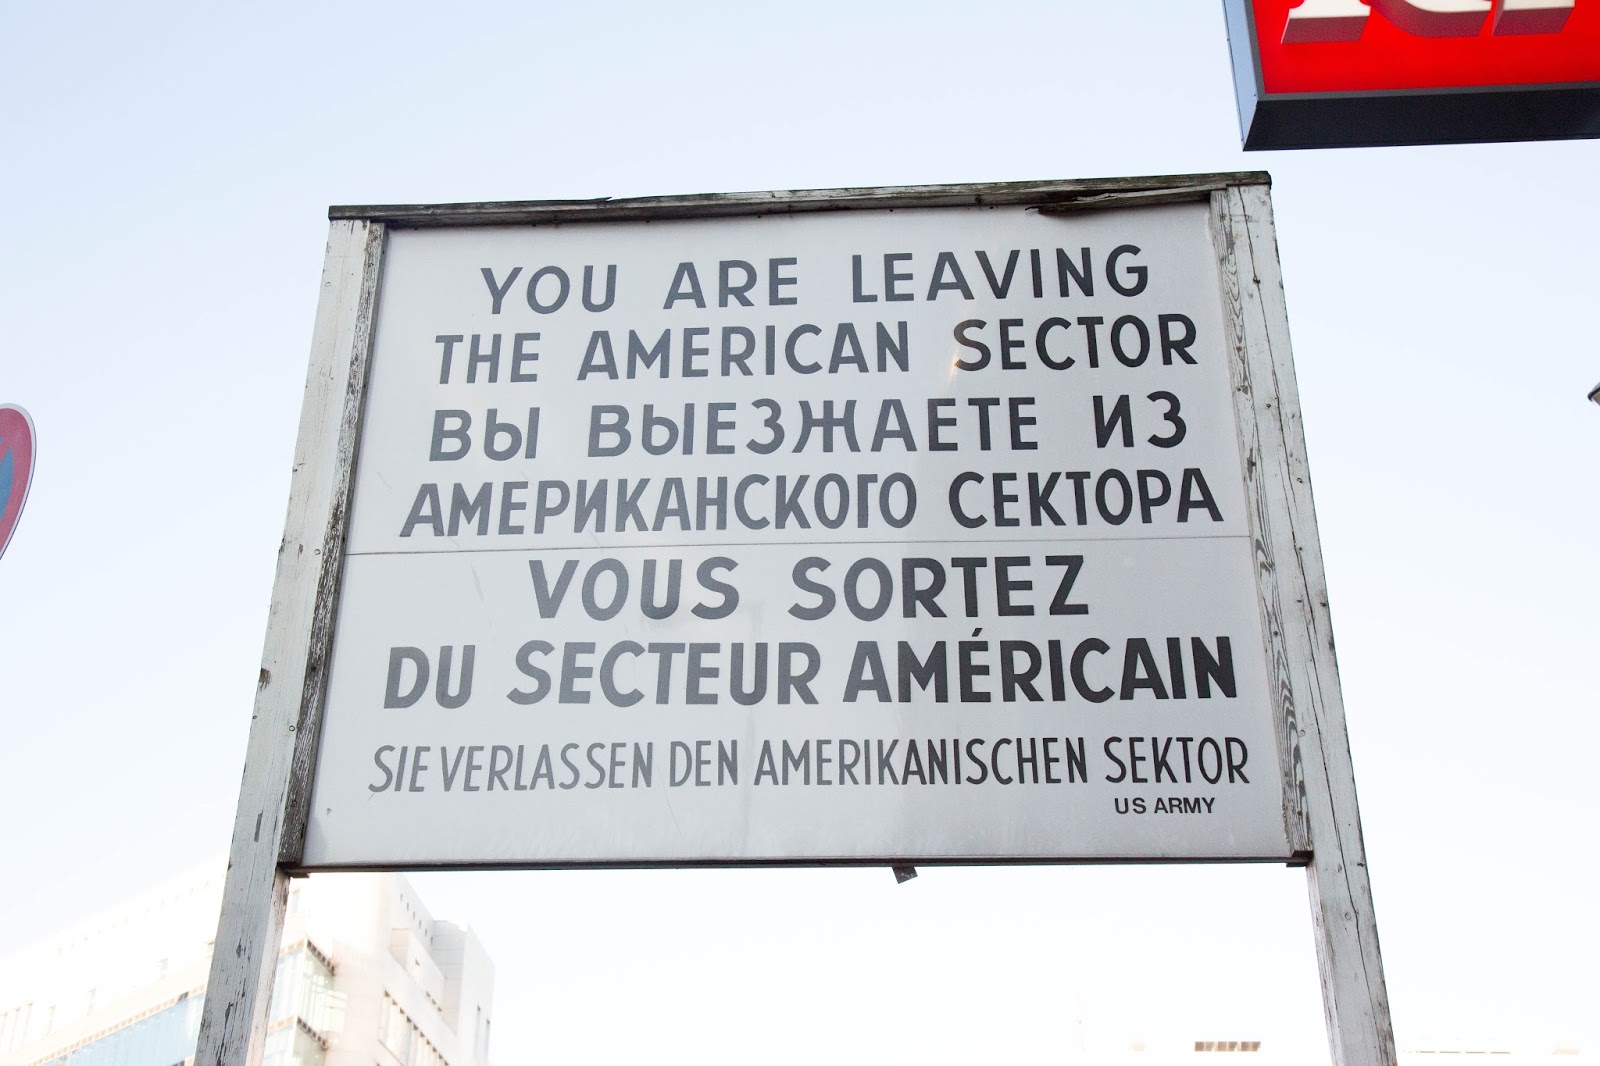 YOU ARE LEAVING
THE AMERICAN SECTOR
ВЫ ВЫЕЗЖАЕТЕ ИЗ
АМЕРИКАНСКОГО СЕКТОРА
VOUS SORTEZ
DU SECTEUR AMÉRICAIN
SIE VERLASSEN DEN AMERIKANISCHEN SEKTOR
US ARMY